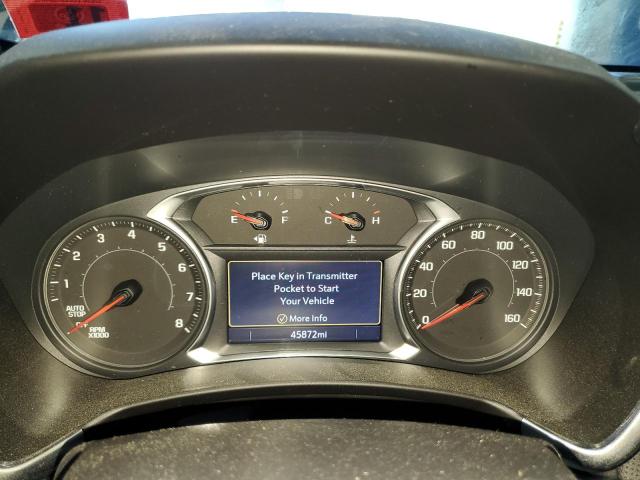 E F
C H
1 2 3 4 5 6 7 8
AUTO
STOP
RPM
X1000
Place Key in Transmitter
Pocket to Start
Your Vehicle
More Info
45872mi
0 20 40 60 80 100 120 140 160